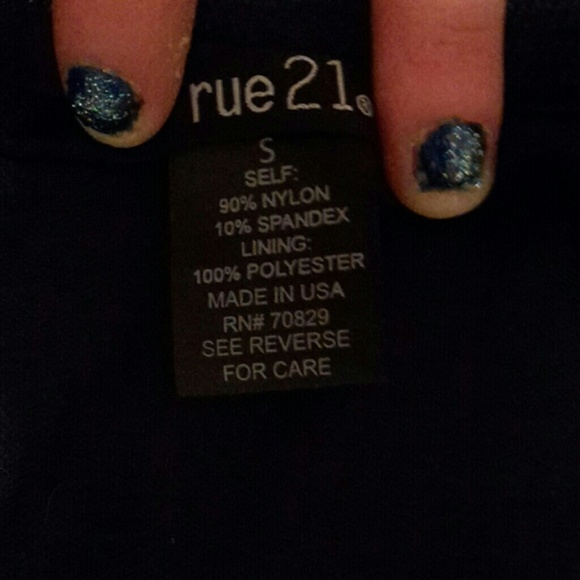 rue21®
S
SELF:
90% NYLON
10% SPANDEX
LINING:
100% POLYESTER
MADE IN USA
RN# 70829
SEE REVERSE
FOR CARE